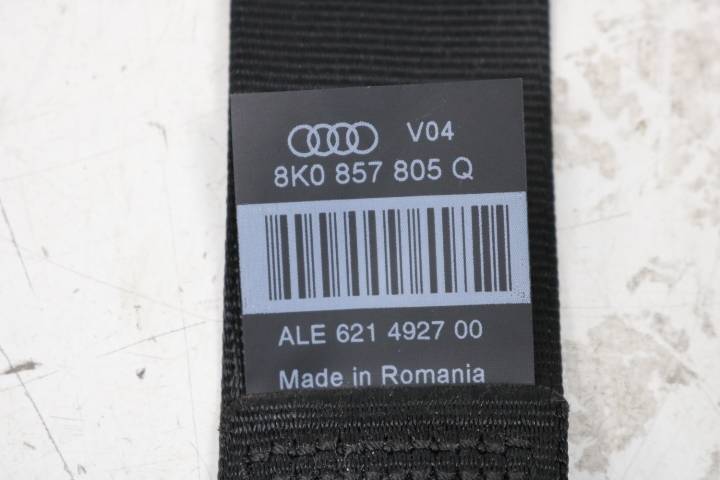 V04
8K0 857 805 Q
ALE 621 4927 00
Made in Romania